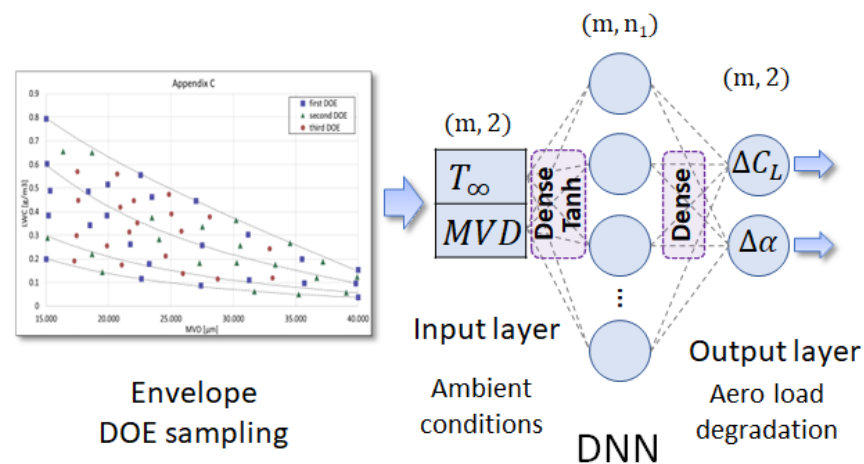 Appendix C
first DOE
second DOE
third DOE
LWC [g/m3]
0.9
0.8
0.7
0.6
0.5
0.4
0.3
0.2
0.1
0
15.000 20.000 25.000 30.000 35.000 40.000
MVD [µm]
Envelope
DOE sampling
(m, 2)
T∞
MVD
Dense
Tanh
(m, n₁)
Dense
...
(m, 2)
ΔC_L
Δα
Input layer
Ambient
conditions
DNN
Output layer
Aero load
degradation